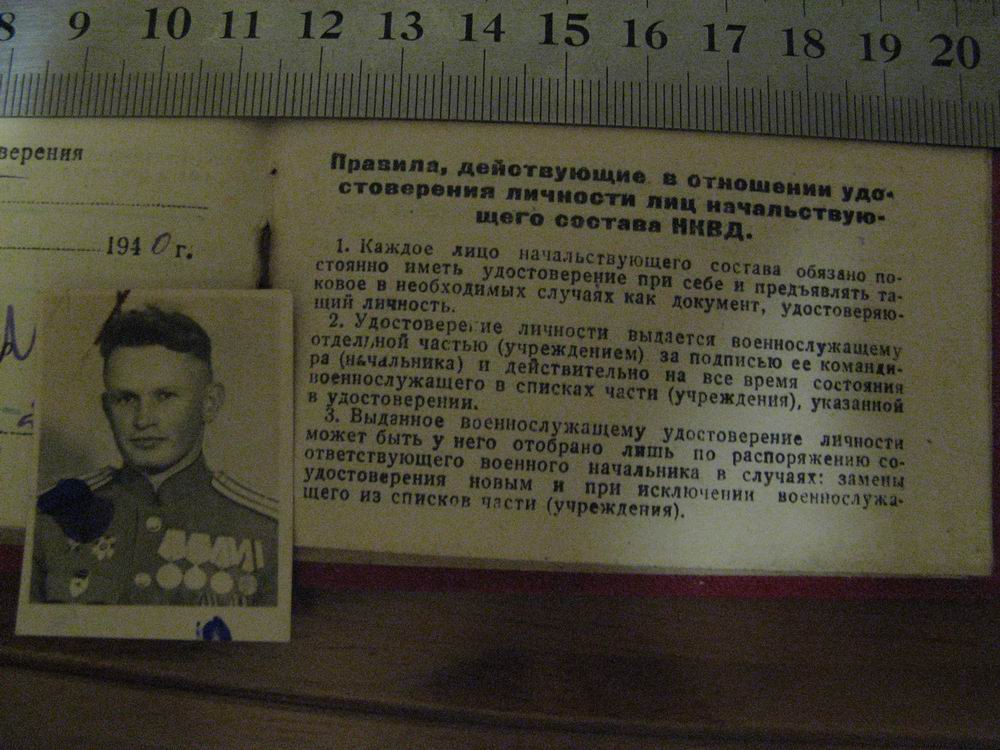 8 9 10 11 12 13 14 15 16 17 18 19 20
верения
1940 г.
Правила, действующие в отношении удо-
стоверения личности лиц начальствую-
щего состава НКВД.
1. Каждое лицо начальствующего состава обязано по-
стоянно иметь удостоверение при себе и предъявлять та-
ковое в необходимых случаях как документ, удостоверяю-
щий личность.
2. Удостоверение личности выдается военнослужащему
отдельной частью (учреждением) за подписью ее команди-
ра (начальника) и действительно на все время состояния
военнослужащего в списках части (учреждения), указанной
в удостоверении.
3. Выданное военнослужащему удостоверение личности
может быть у него отобрано лишь по распоряжению со-
ответствующего военного начальника в случаях: замены
удостоверения новым и при исключении военнослужа-
щего из списков части (учреждения).